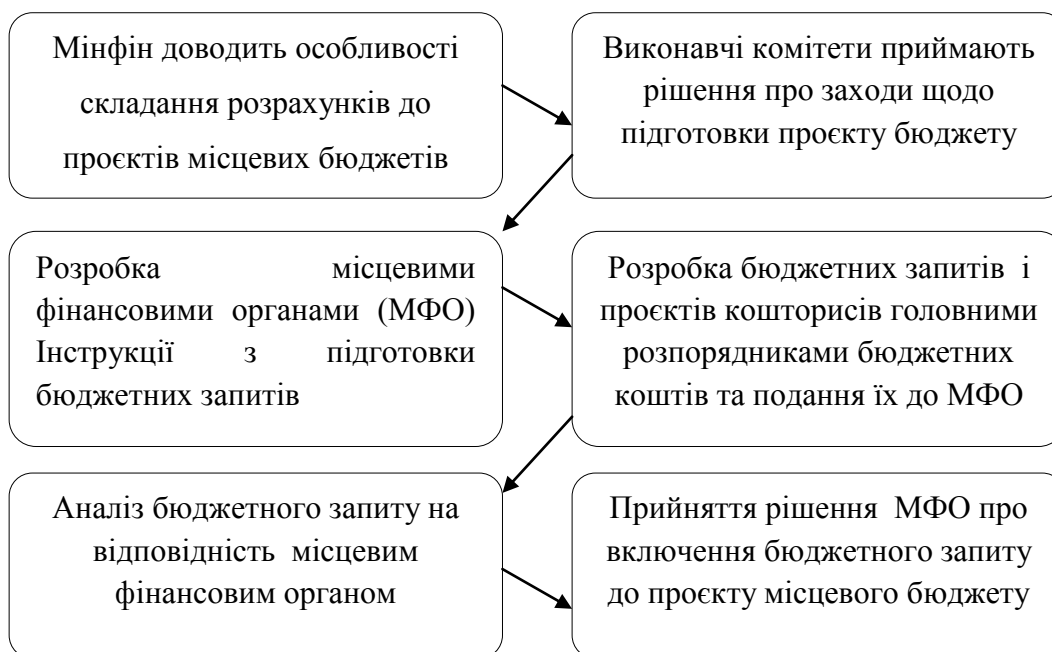 Мінфін доводить особливості
складання розрахунків до
проєктів місцевих бюджетів
Виконавчі комітети приймають
рішення про заходи щодо
підготовки проєкту бюджету
Розробка місцевими
фінансовими органами (МФО)
Інструкції з підготовки
бюджетних запитів
Розробка бюджетних запитів і
проєктів кошторисів головними
розпорядниками бюджетних
коштів та подання їх до МФО
Аналіз бюджетного запиту на
відповідність місцевим
фінансовим органом
Прийняття рішення МФО про
включення бюджетного запиту
до проєкту місцевого бюджету